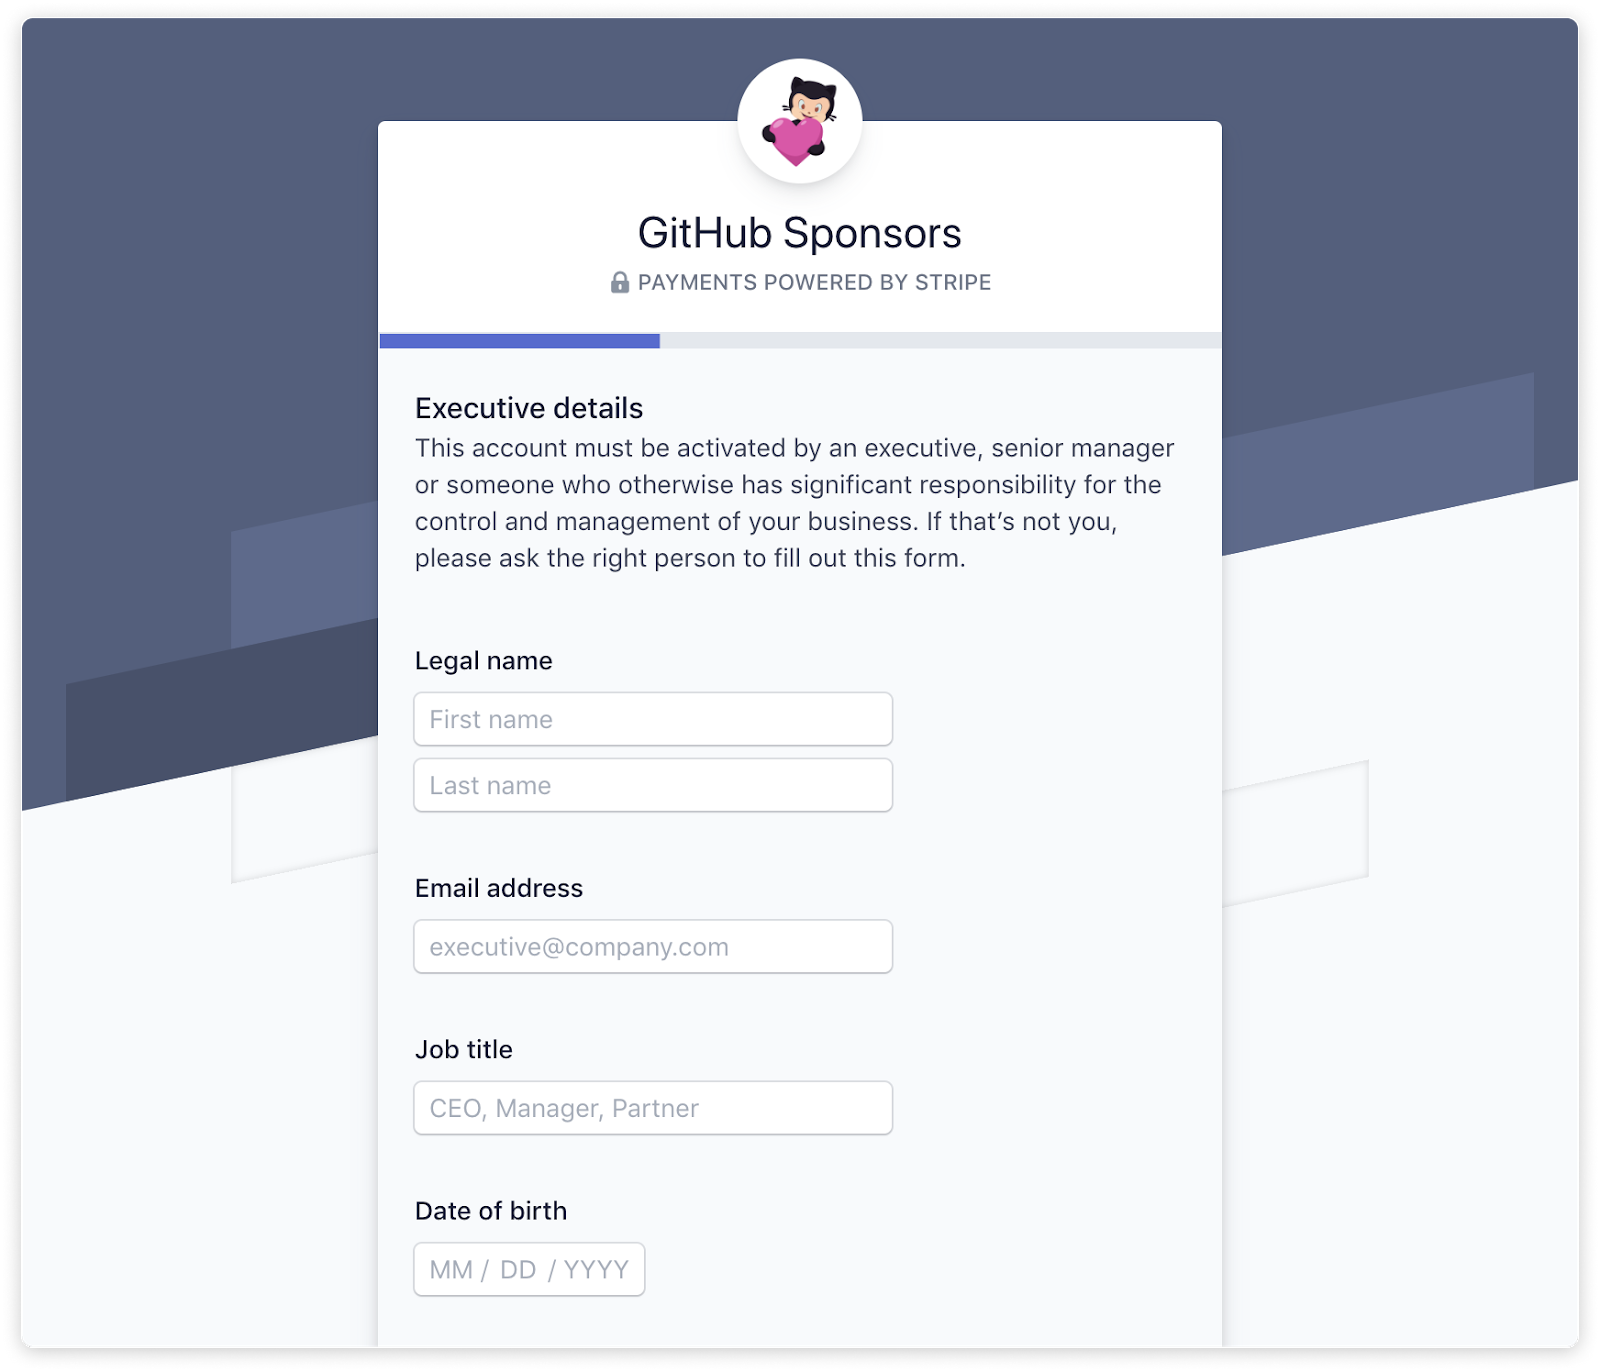 GitHub Sponsors
PAYMENTS POWERED BY STRIPE
Executive details
This account must be activated by an executive, senior manager
or someone who otherwise has significant responsibility for the
control and management of your business. If that’s not you,
please ask the right person to fill out this form.
Legal name
First name
Last name
Email address
executive@company.com
Job title
CEO, Manager, Partner
Date of birth
MM / DD / YYYY